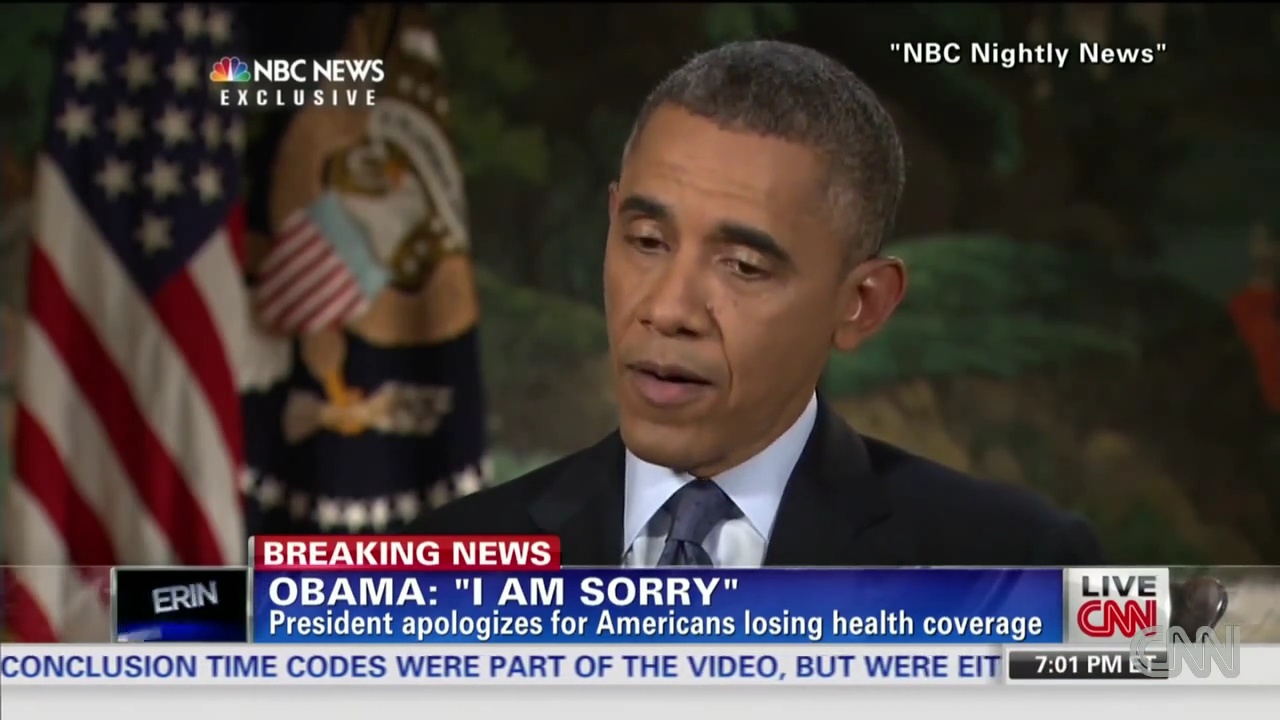 NBC NEWS
EXCLUSIVE
"NBC Nightly News"
BREAKING NEWS
ERIN
OBAMA: "I AM SORRY"
President apologizes for Americans losing health coverage
LIVE
CNN
CONCLUSION TIME CODES WERE PART OF THE VIDEO, BUT WERE EIT
7:01 PM ET
CNN